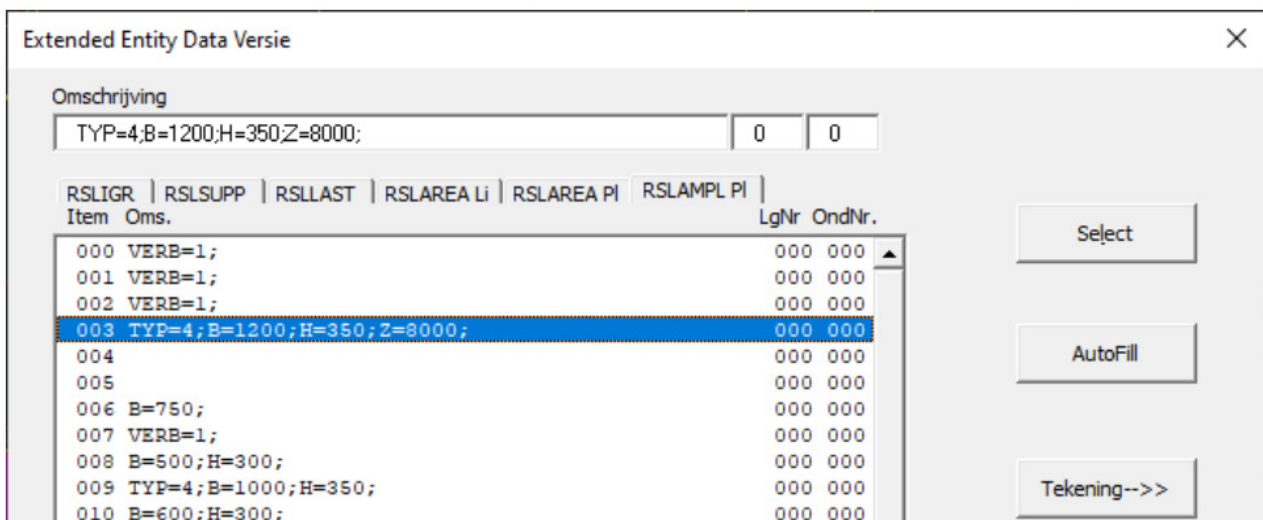 Extended Entity Data Versie
Omschrijving
TYP=4;B=1200;H=350;Z=8000; 0 0
RSLIGR RSLSUPP RSLLAST RSLAREA Li RSLAREA Pl RSLAMPL Pl
Item Oms. LgNr OndNr.
000 VERB=1; 000 000
Select
001 VERB=1; 000 000
002 VERB=1; 000 000
003 TYP=4;B=1200;H=350;Z=8000; 000 000
004 000 000
AutoFill
005 000 000
006 B=750; 000 000
007 VERB=1; 000 000
008 B=500;H=300; 000 000
009 TYP=4;B=1000;H=350; 000 000
Tekening-->>
010 B=600;H=300; 000 000